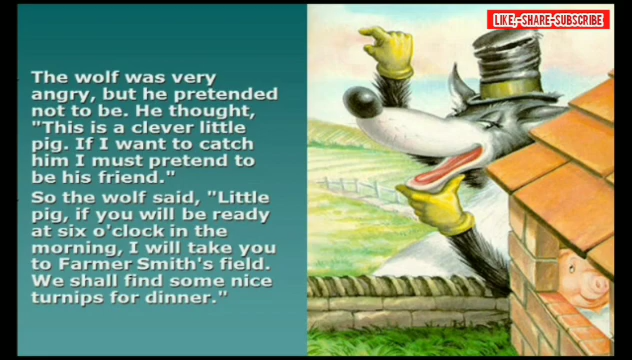 LIKE,-SHARE-SUBSCRIBE
The wolf was very
angry, but he pretended
not to be. He thought,
"This is a clever little
pig. If I want to catch
him I must pretend to
be his friend."
So the wolf said, "Little
pig, if you will be ready
at six o'clock in the
morning, I will take you
to Farmer Smith's field.
We shall find some nice
turnips for dinner."